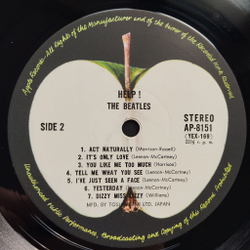 Apple Records · All Rights of the Manufacturer and of the Owner of the Recorded Work Reserved
HELP!
THE BEATLES
SIDE 2
STEREO
AP-8151
(YEX-169)
33⅓ r.p.m.
1. ACT NATURALLY (Morrison-Russell)
2. IT'S ONLY LOVE (Lennon-McCartney)
3. YOU LIKE ME TOO MUCH (Harrison)
4. TELL ME WHAT YOU SEE (Lennon-McCartney)
5. I'VE JUST SEEN A FACE (Lennon-McCartney)
6. YESTERDAY (Lennon-McCartney)
7. DIZZY MISS LIZZY (Williams)
MFD. BY TOSHIBA LTD. JAPAN
Unauthorized Public Performance, Broadcasting and Copying of this Record Prohibited